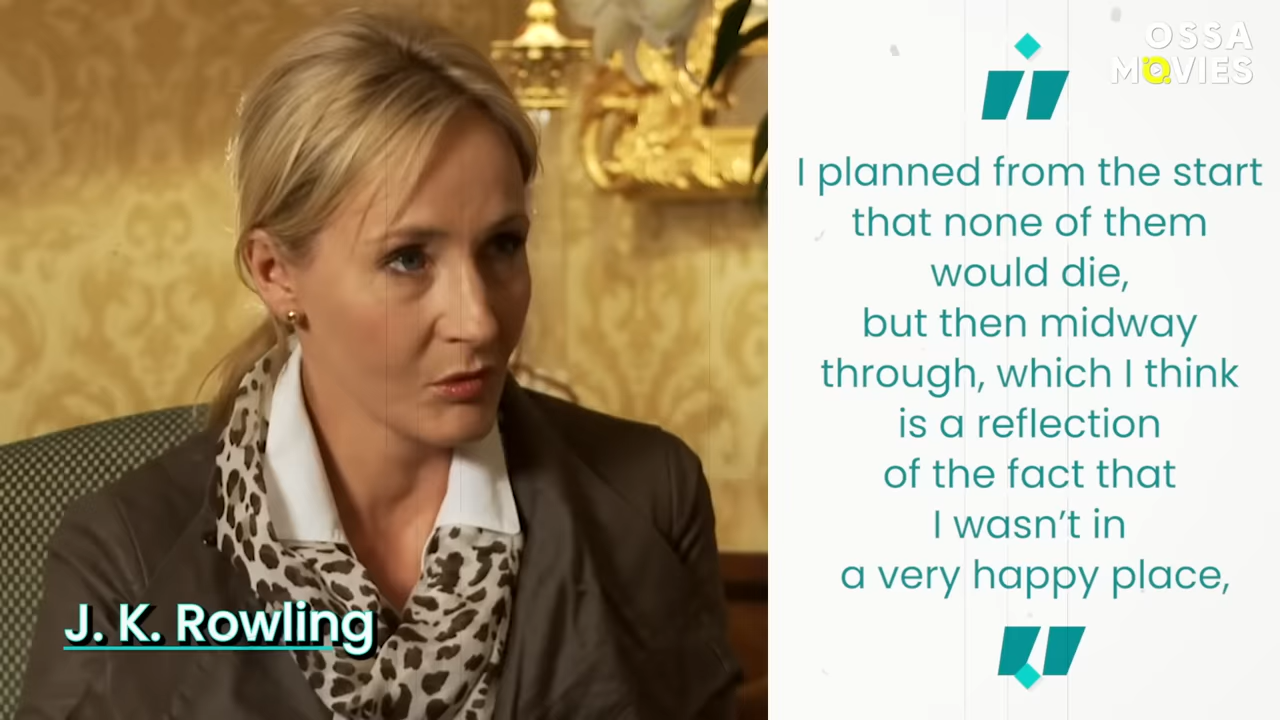 OSSA
MOVIES
I planned from the start
that none of them
would die,
but then midway
through, which I think
is a reflection
of the fact that
I wasn't in
a very happy place,
J. K. Rowling